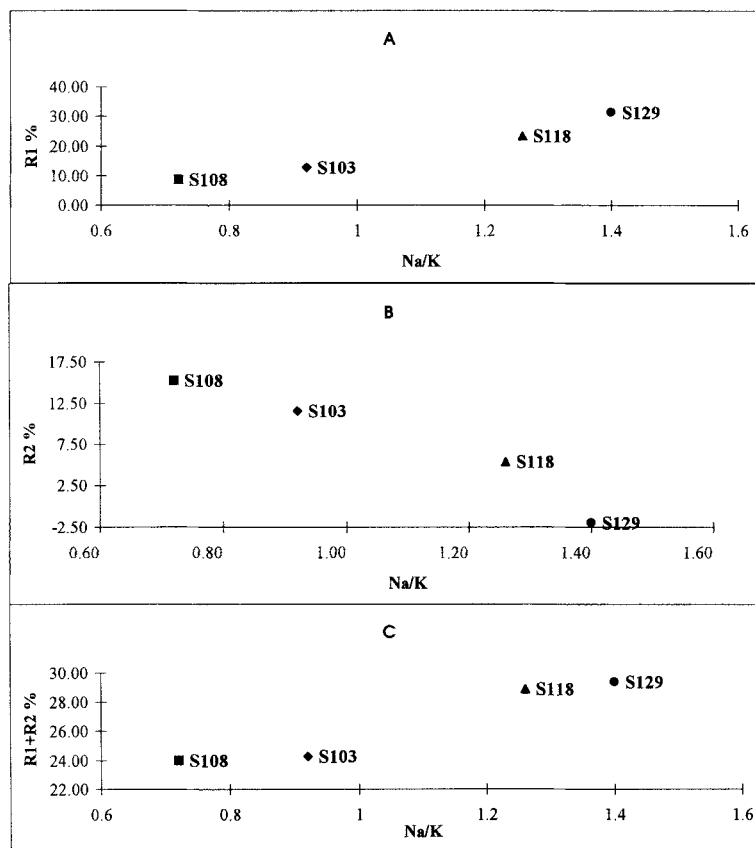 A
40.00
30.00
20.00
10.00
0.00
R1 %
S108
S103
S118
S129
0.6 0.8 1 1.2 1.4 1.6
Na/K
B
17.50
12.50
7.50
2.50
-2.50
R2 %
S108
S103
S118
S129
0.60 0.80 1.00 1.20 1.40 1.60
Na/K
C
30.00
28.00
26.00
24.00
22.00
R1+R2 %
S108
S103
S118
S129
0.6 0.8 1 1.2 1.4 1.6
Na/K